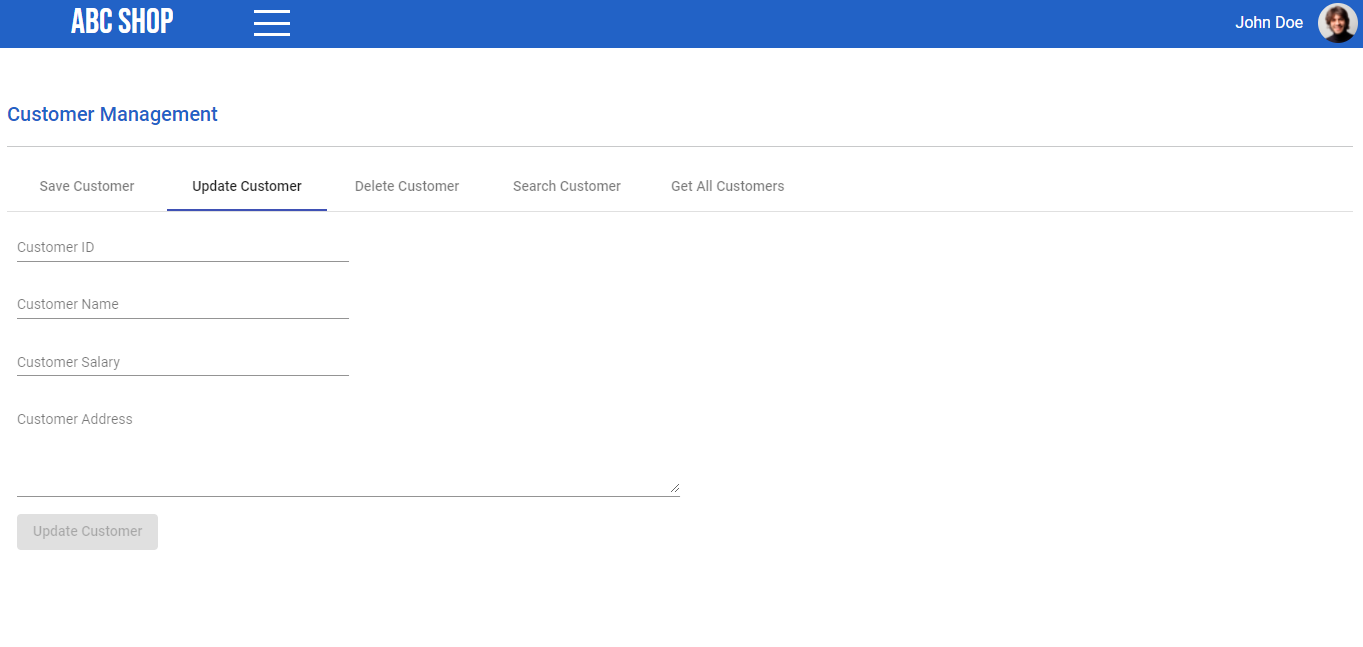 ABC SHOP
John Doe
Customer Management
Save Customer Update Customer Delete Customer Search Customer Get All Customers
Customer ID
Customer Name
Customer Salary
Customer Address
Update Customer